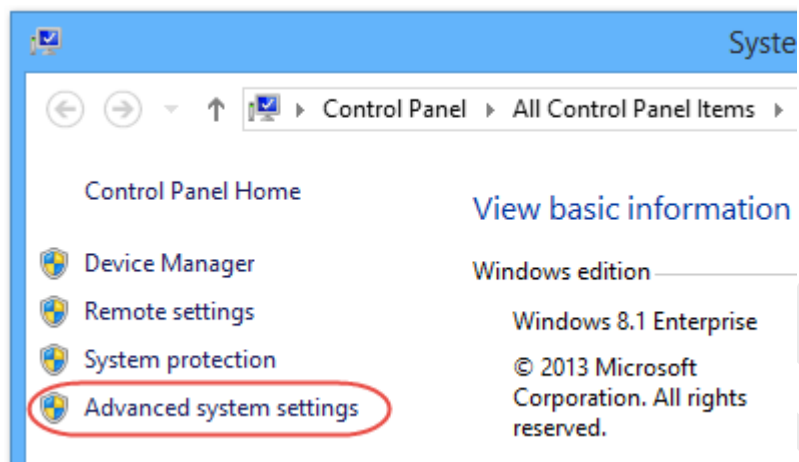 Syste
Control Panel All Control Panel Items
Control Panel Home
Device Manager
Remote settings
System protection
Advanced system settings
View basic information
Windows edition
Windows 8.1 Enterprise
© 2013 Microsoft
Corporation. All rights
reserved.